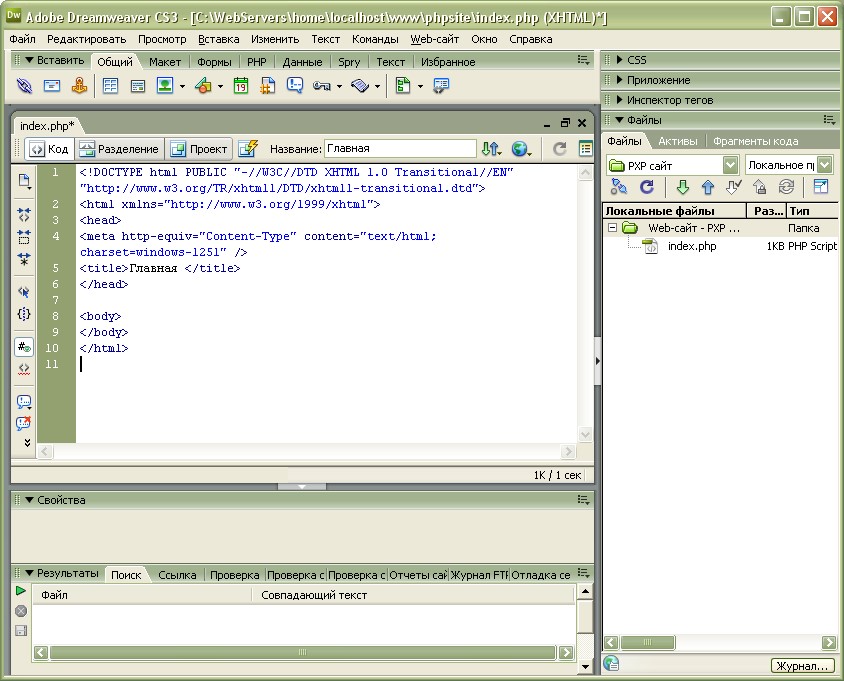 Adobe Dreamweaver CS3 - [C:\WebServers\home\localhost\www\phpsite\index.php (XHTML)*]
Файл Редактировать Просмотр Вставка Изменить Текст Команды Web-сайт Окно Справка
Вставить Общий Макет Формы PHP Данные Spry Текст Избранное
index.php*
Код Разделение Проект Название: Главная
1 <!DOCTYPE html PUBLIC "-//W3C//DTD XHTML 1.0 Transitional//EN"
"http://www.w3.org/TR/xhtml1/DTD/xhtml1-transitional.dtd">
2 <html xmlns="http://www.w3.org/1999/xhtml">
3 <head>
4 <meta http-equiv="Content-Type" content="text/html;
charset=windows-1251" />
5 <title>Главная </title>
6 </head>
7
8 <body>
9 </body>
10 </html>
11
1K / 1 сек
Свойства
Результаты Поиск Ссылка Проверка Проверка с Проверка с Отчеты сай Журнал FTP Отладка се
Файл Совпадающий текст
CSS
Приложение
Инспектор тегов
Файлы
Файлы Активы Фрагменты кода
PXP сайт Локальное п
Локальные файлы Раз... Тип
Web-сайт - PXP ... Папка
index.php 1KB PHP Script
Журнал...